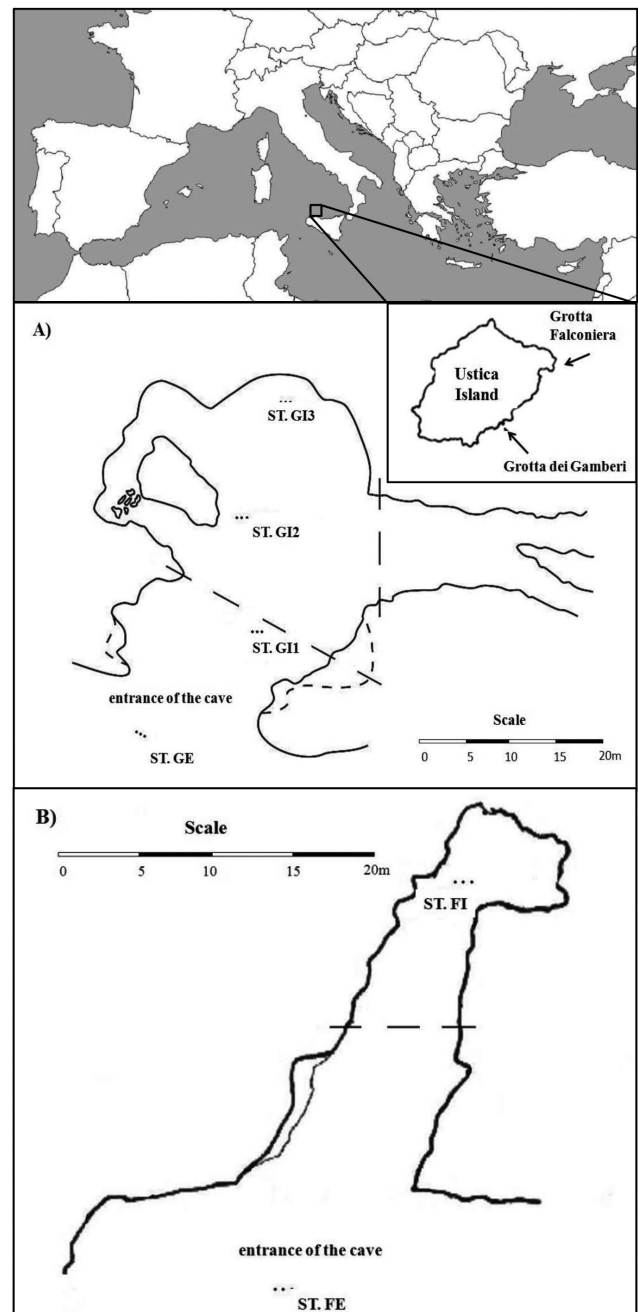 A)
Grotta
Falconiera
Ustica
Island
Grotta dei Gamberi
ST. GI3
ST. GI2
ST. GI1
entrance of the cave
ST. GE
Scale
0 5 10 15 20m
B)
Scale
0 5 10 15 20m
ST. FI
entrance of the cave
ST. FE